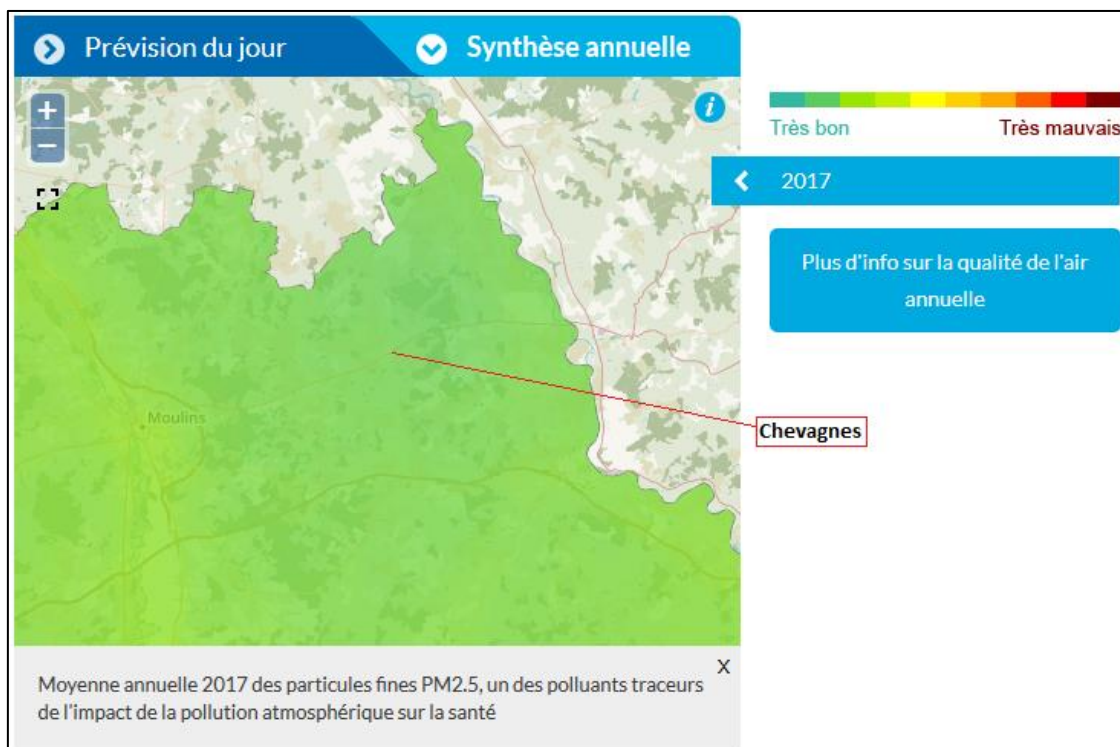 Prévision du jour
Synthèse annuelle
+
−
i
Très bon
Très mauvais
2017
Plus d'info sur la qualité de l'air
annuelle
Moulins
Chevagnes
X
Moyenne annuelle 2017 des particules fines PM2.5, un des polluants traceurs
de l'impact de la pollution atmosphérique sur la santé